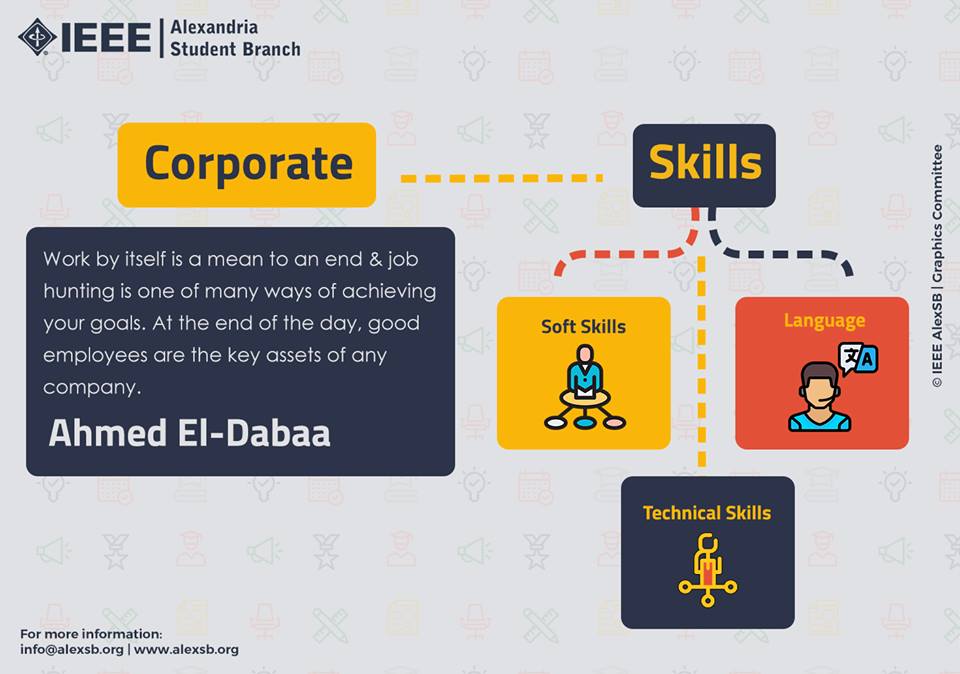 IEEE
Alexandria
Student Branch
Corporate
Skills
Work by itself is a mean to an end & job
hunting is one of many ways of achieving
your goals. At the end of the day, good
employees are the key assets of any
company.
Ahmed El-Dabaa
Soft Skills
Language
文A
Technical Skills
© IEEE AlexSB | Graphics Committee
For more information:
info@alexsb.org | www.alexsb.org